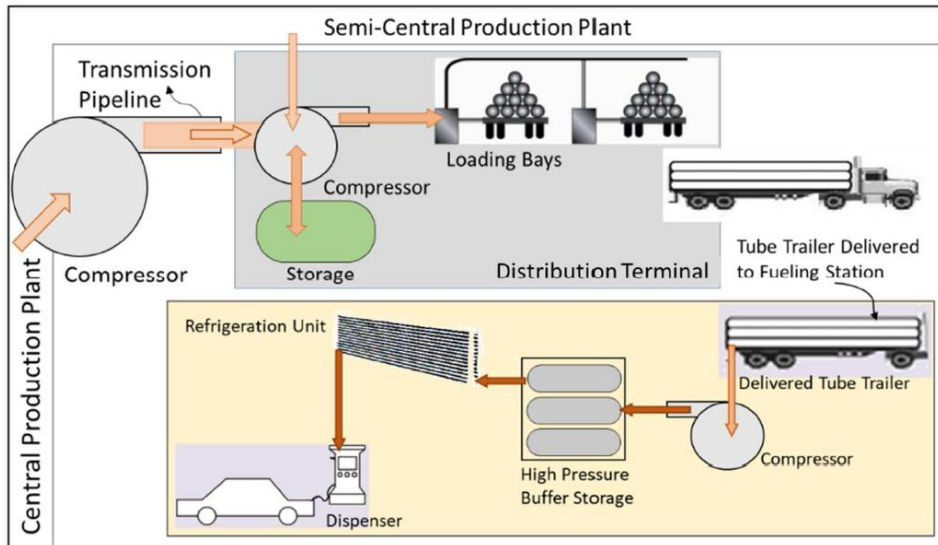 Semi-Central Production Plant
Central Production Plant
Transmission
Pipeline
Compressor
Compressor
Storage
Loading Bays
Distribution Terminal
Tube Trailer Delivered
to Fueling Station
Refrigeration Unit
Delivered Tube Trailer
Compressor
High Pressure
Buffer Storage
Dispenser